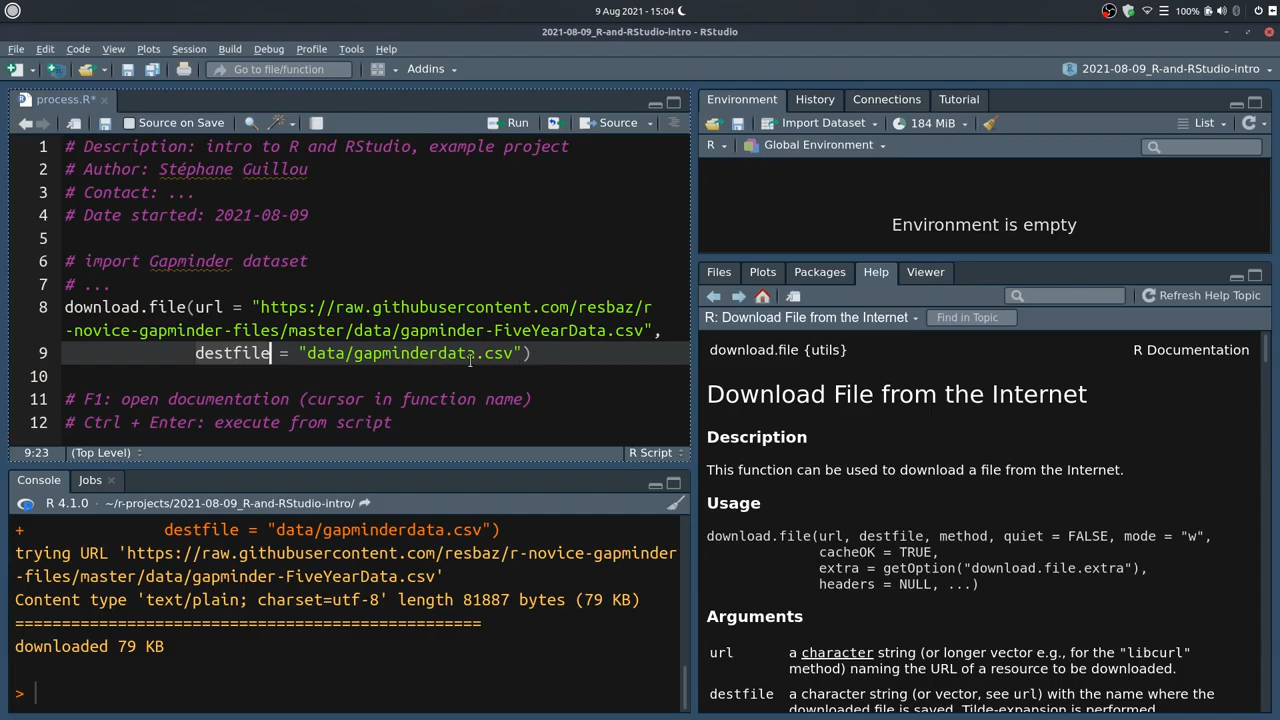 9 Aug 2021 - 15:04
100%
2021-08-09_R-and-RStudio-intro - RStudio
File Edit Code View Plots Session Build Debug Profile Tools Help
Go to file/function
Addins
2021-08-09_R-and-RStudio-intro
process.R*
Source on Save
Run
Source
1 # Description: intro to R and RStudio, example project
2 # Author: Stéphane Guillou
3 # Contact: ...
4 # Date started: 2021-08-09
5
6 # import Gapminder dataset
7 # ...
8 download.file(url = "https://raw.githubusercontent.com/resbaz/r
-novice-gapminder-files/master/data/gapminder-FiveYearData.csv",
9 destfile = "data/gapminderdata.csv")
10
11 # F1: open documentation (cursor in function name)
12 # Ctrl + Enter: execute from script
9:23 (Top Level) R Script
Console Jobs
R 4.1.0 · ~/r-projects/2021-08-09_R-and-RStudio-intro/
+ destfile = "data/gapminderdata.csv")
trying URL 'https://raw.githubusercontent.com/resbaz/r-novice-gapminder
-files/master/data/gapminder-FiveYearData.csv'
Content type 'text/plain; charset=utf-8' length 81887 bytes (79 KB)
==================================================
downloaded 79 KB
>
Environment History Connections Tutorial
Import Dataset 184 MiB List
R Global Environment
Environment is empty
Files Plots Packages Help Viewer
Refresh Help Topic
R: Download File from the Internet Find in Topic
download.file {utils} R Documentation
Download File from the Internet
Description
This function can be used to download a file from the Internet.
Usage
download.file(url, destfile, method, quiet = FALSE, mode = "w",
cacheOK = TRUE,
extra = getOption("download.file.extra"),
headers = NULL, ...)
Arguments
url a character string (or longer vector e.g., for the "libcurl"
method) naming the URL of a resource to be downloaded.
destfile a character string (or vector, see url) with the name where the
downloaded file is saved. Tilde-expansion is performed.